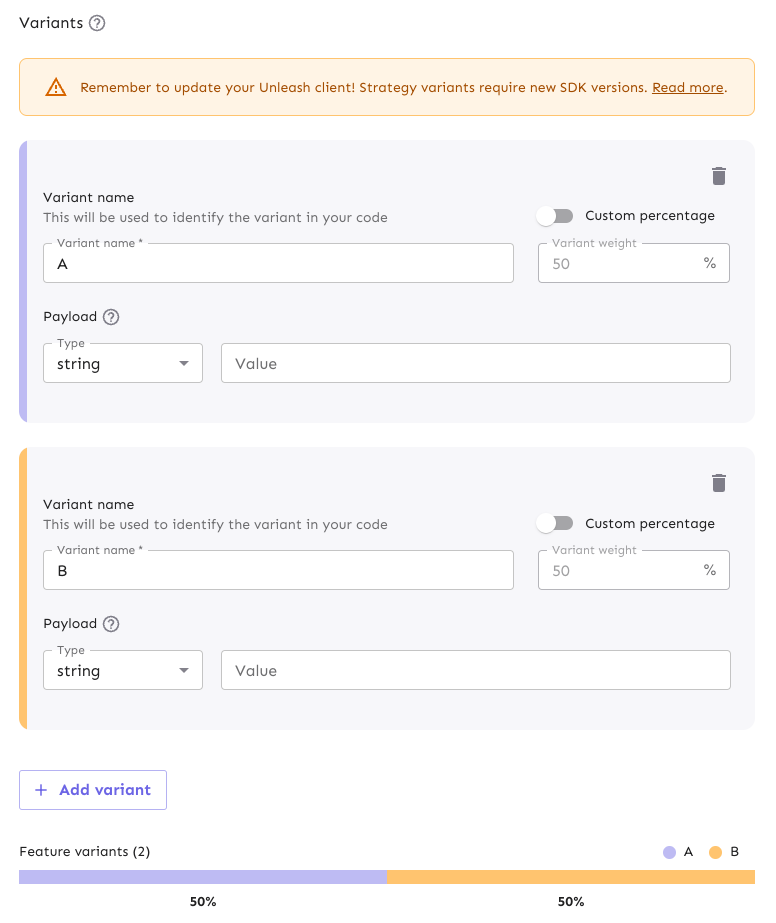 Variants
Remember to update your Unleash client! Strategy variants require new SDK versions. Read more.
Variant name
This will be used to identify the variant in your code
Custom percentage
Variant name *
A
Variant weight
50 %
Payload
Type
string
Value
Variant name
This will be used to identify the variant in your code
Custom percentage
Variant name *
B
Variant weight
50 %
Payload
Type
string
Value
+ Add variant
Feature variants (2)
A B
50% 50%